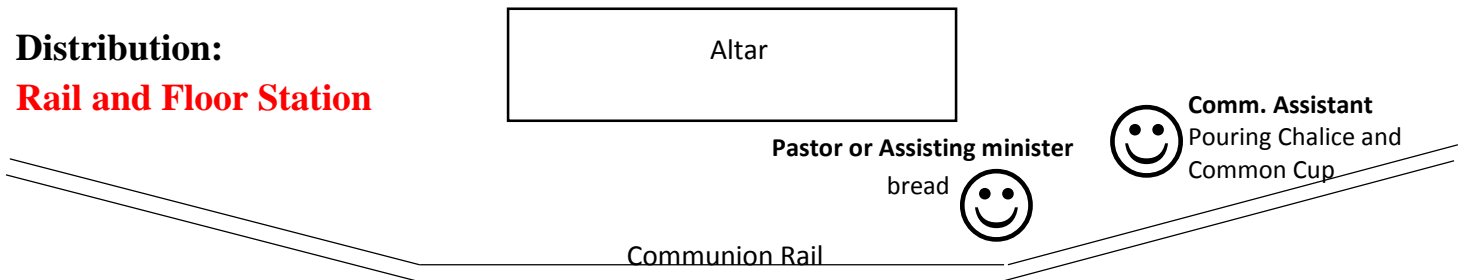 Distribution:
Rail and Floor Station
Altar
Comm. Assistant
Pouring Chalice and
Common Cup
Pastor or Assisting minister
bread
Communion Rail